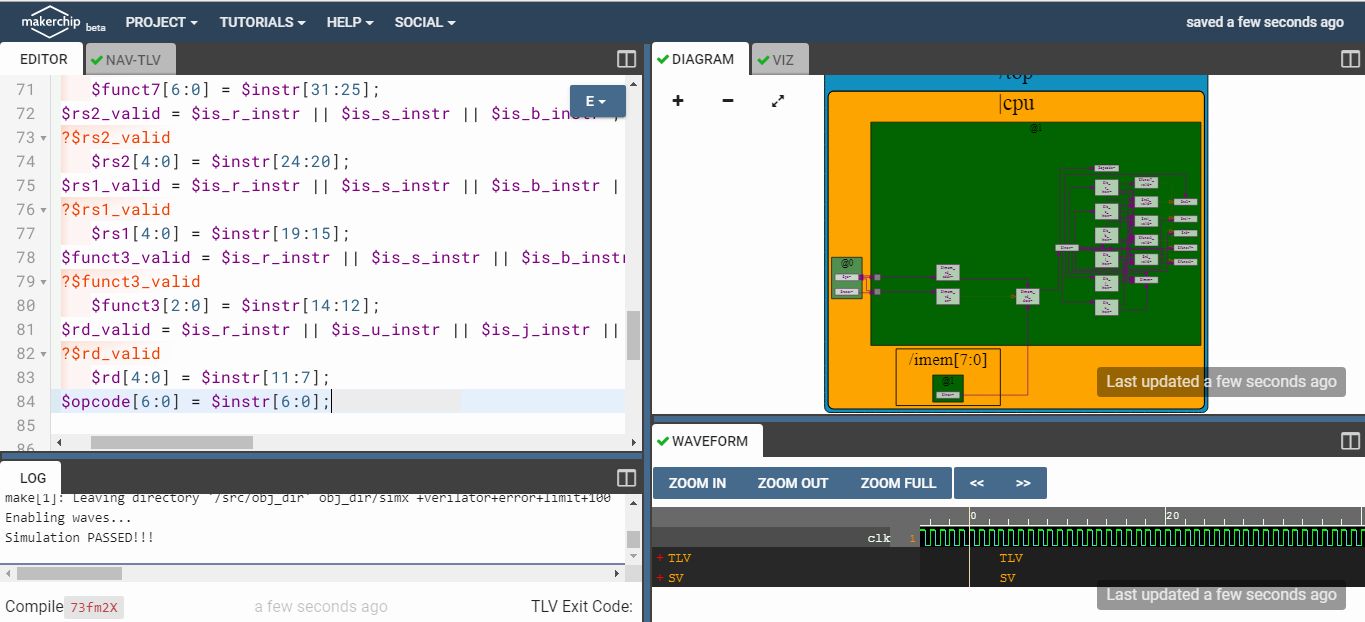 makerchip beta PROJECT TUTORIALS HELP SOCIAL saved a few seconds ago
EDITOR NAV-TLV
71 $funct7[6:0] = $instr[31:25];
E
72 $rs2_valid = $is_r_instr || $is_s_instr || $is_b_instr
73 ?$rs2_valid
74 $rs2[4:0] = $instr[24:20];
75 $rs1_valid = $is_r_instr || $is_s_instr || $is_b_instr |
76 ?$rs1_valid
77 $rs1[4:0] = $instr[19:15];
78 $funct3_valid = $is_r_instr || $is_s_instr || $is_b_instr
79 ?$funct3_valid
80 $funct3[2:0] = $instr[14:12];
81 $rd_valid = $is_r_instr || $is_u_instr || $is_j_instr ||
82 ?$rd_valid
83 $rd[4:0] = $instr[11:7];
84 $opcode[6:0] = $instr[6:0];
85
86
LOG
make[1]: Leaving directory '/src/obj_dir' obj_dir/simx +verilator+error+limit+100
Enabling waves...
Simulation PASSED!!!
Compile 73fm2X a few seconds ago TLV Exit Code:
DIAGRAM VIZ
+ −
/top
|cpu
@1
@0
/imem[7:0]
@1
Last updated a few seconds ago
WAVEFORM
ZOOM IN ZOOM OUT ZOOM FULL << >>
0 20
clk 1
+ TLV TLV
+ SV SV
Last updated a few seconds ago